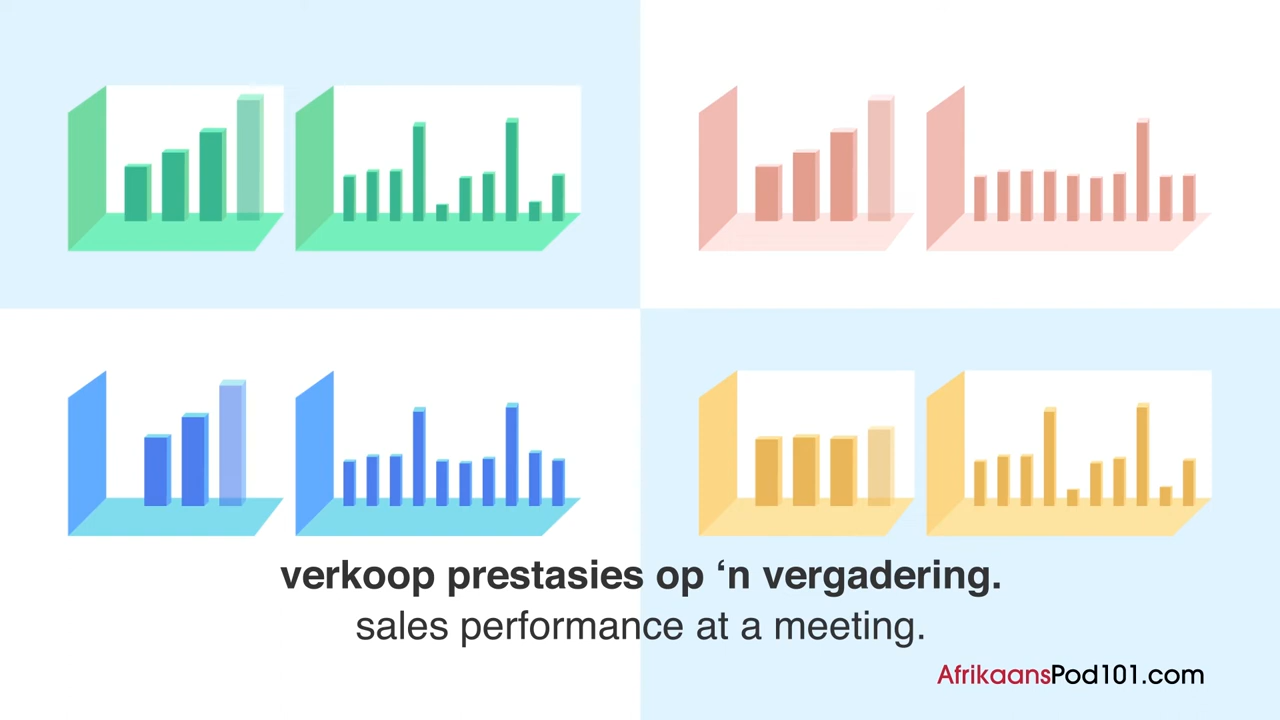 verkoop prestasies op ‘n vergadering.
sales performance at a meeting.
AfrikaansPod101.com